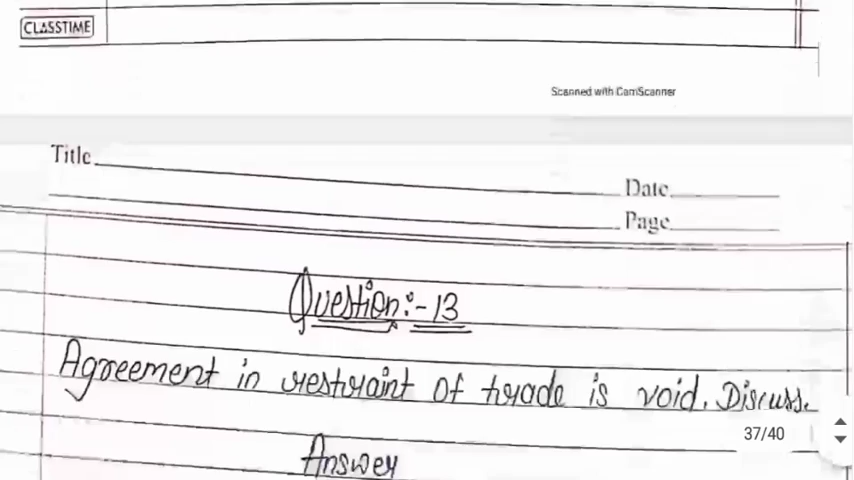 CLASSTIME
Scanned with CamScanner
Title
Date
Page
Question:-13
Agreement in restraint of trade is void. Discuss.
37/40
Answer